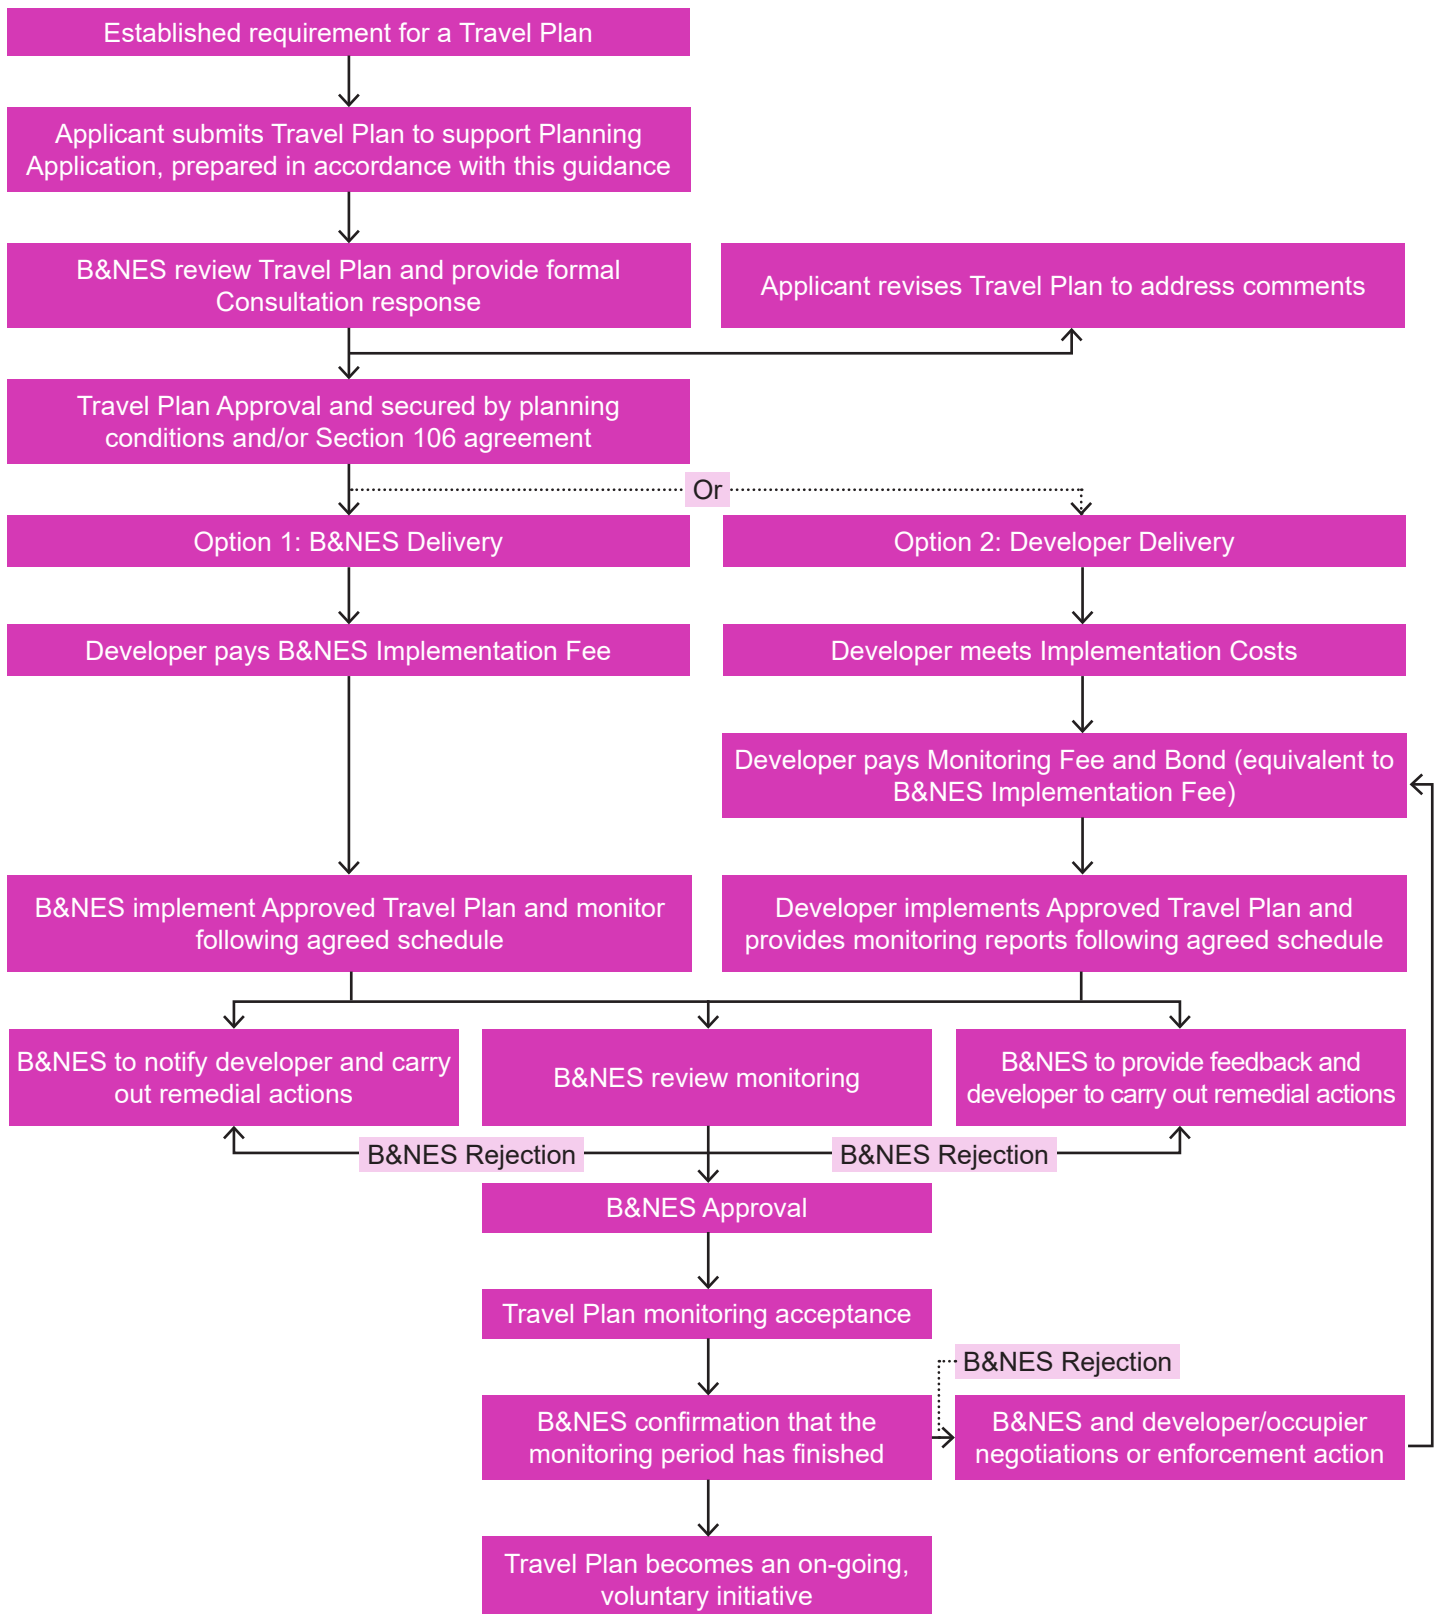 Established requirement for a Travel Plan
Applicant submits Travel Plan to support Planning
Application, prepared in accordance with this guidance
B&NES review Travel Plan and provide formal
Consultation response
Applicant revises Travel Plan to address comments
Travel Plan Approval and secured by planning
conditions and/or Section 106 agreement
Or
Option 1: B&NES Delivery
Option 2: Developer Delivery
Developer pays B&NES Implementation Fee
Developer meets Implementation Costs
Developer pays Monitoring Fee and Bond (equivalent to
B&NES Implementation Fee)
B&NES implement Approved Travel Plan and monitor
following agreed schedule
Developer implements Approved Travel Plan and
provides monitoring reports following agreed schedule
B&NES to notify developer and carry
out remedial actions
B&NES review monitoring
B&NES to provide feedback and
developer to carry out remedial actions
B&NES Rejection
B&NES Rejection
B&NES Approval
Travel Plan monitoring acceptance
B&NES Rejection
B&NES confirmation that the
monitoring period has finished
B&NES and developer/occupier
negotiations or enforcement action
Travel Plan becomes an on-going,
voluntary initiative